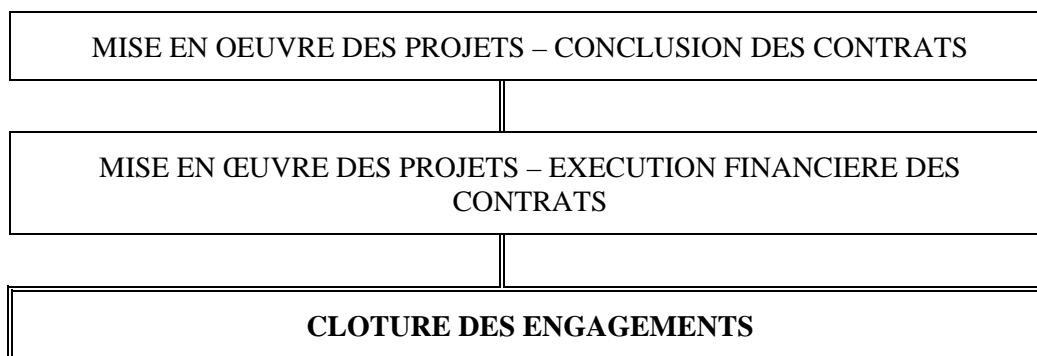 MISE EN OEUVRE DES PROJETS – CONCLUSION DES CONTRATS
MISE EN ŒUVRE DES PROJETS – EXECUTION FINANCIERE DES
CONTRATS
CLOTURE DES ENGAGEMENTS